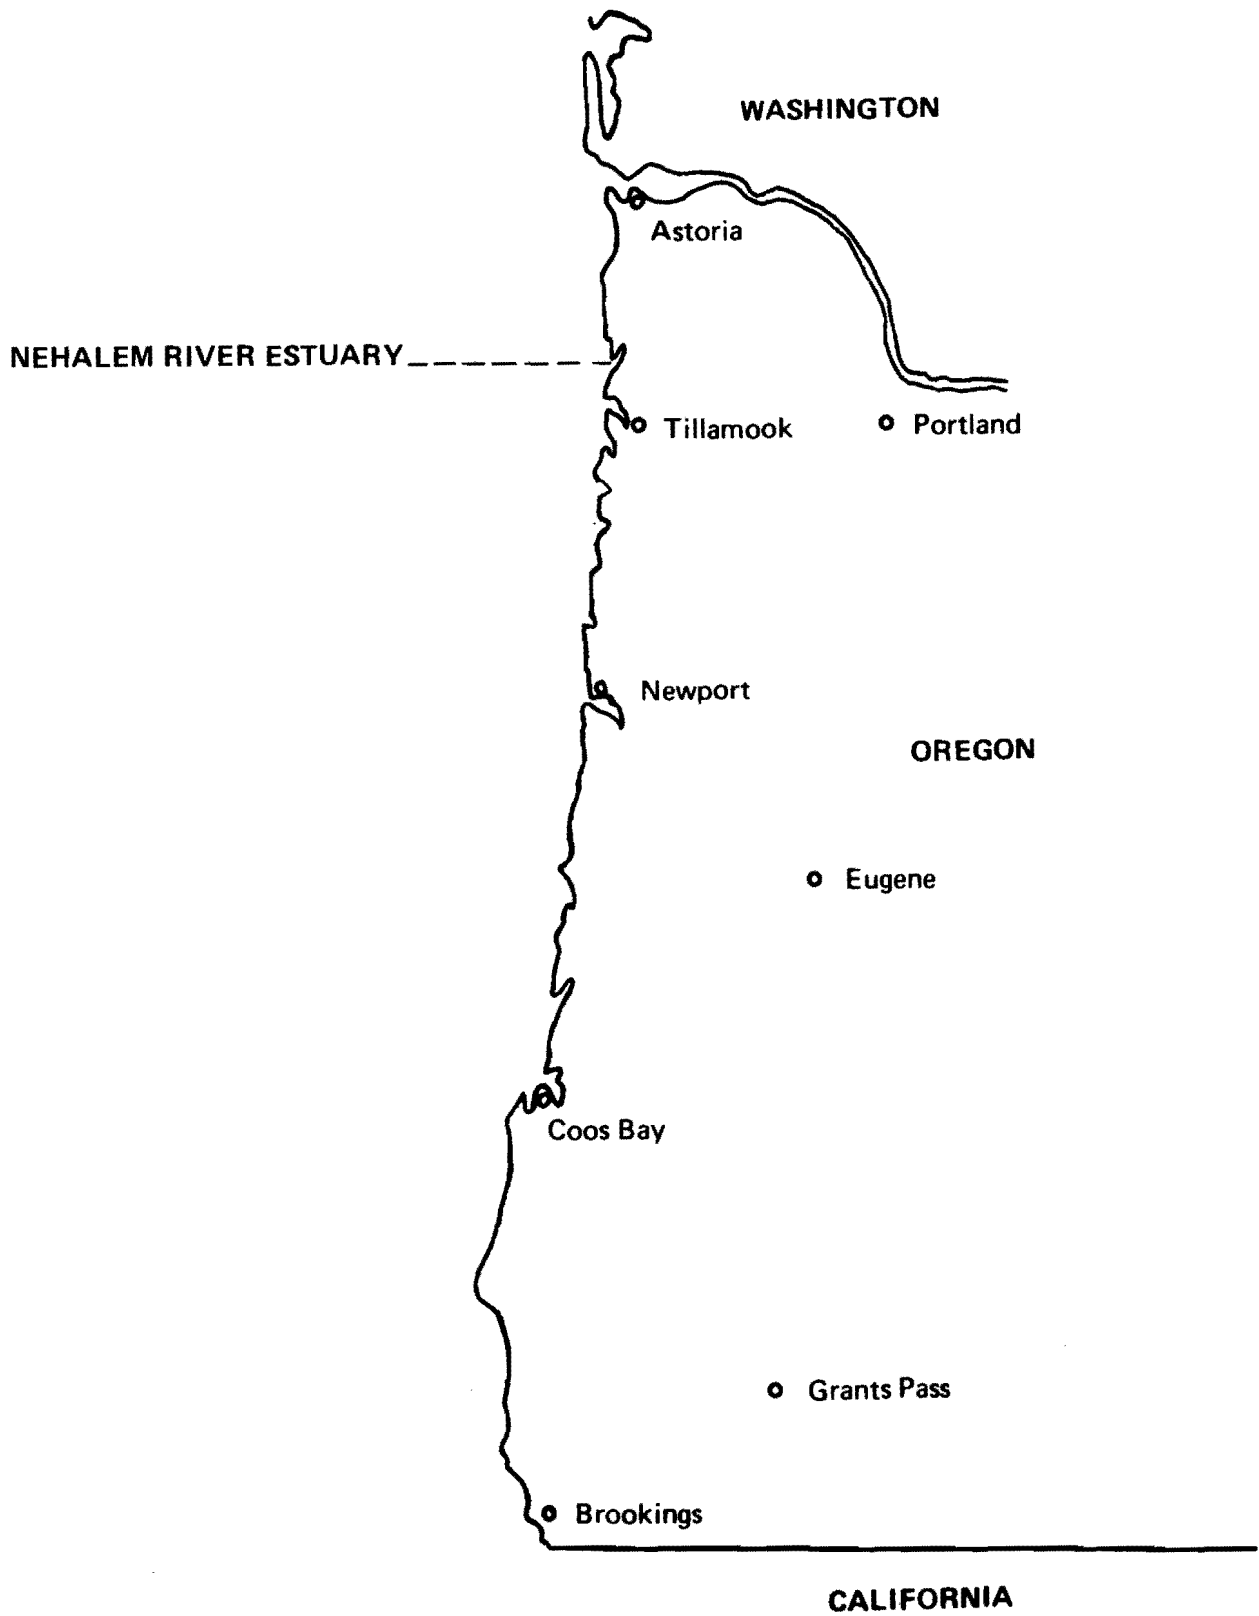 WASHINGTON
Astoria
NEHALEM RIVER ESTUARY
Tillamook
Portland
Newport
OREGON
Eugene
Coos Bay
Grants Pass
Brookings
CALIFORNIA